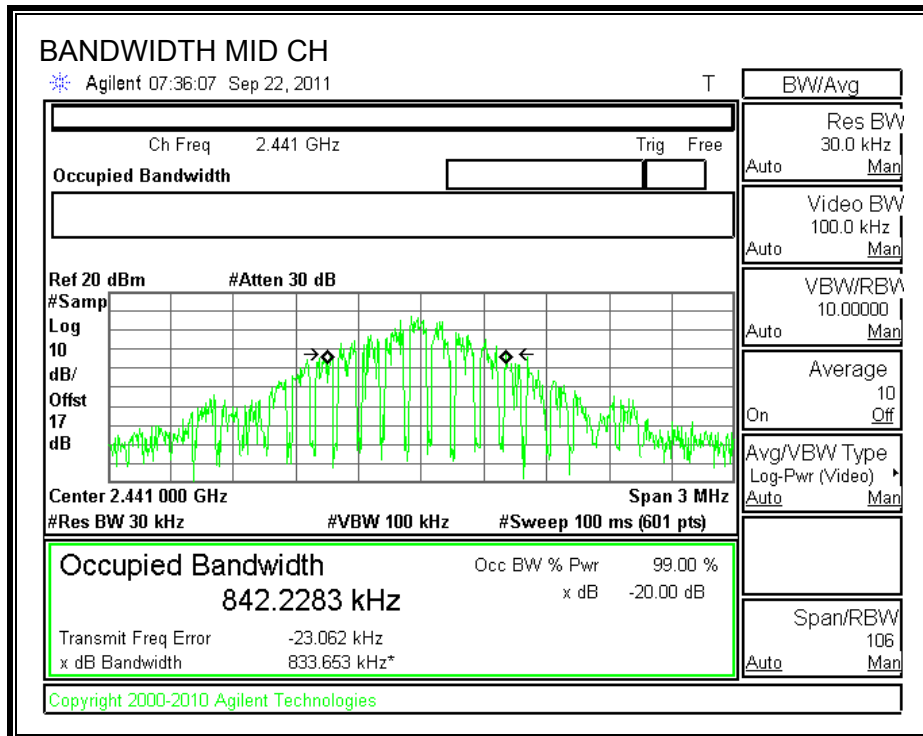 BANDWIDTH MID CH
Agilent 07:36:07 Sep 22, 2011 T
Ch Freq 2.441 GHz Trig Free
Occupied Bandwidth
Ref 20 dBm #Atten 30 dB
#Samp
Log
10
dB/
Offst
17
dB
Center 2.441 000 GHz Span 3 MHz
#Res BW 30 kHz #VBW 100 kHz #Sweep 100 ms (601 pts)
Occupied Bandwidth Occ BW % Pwr 99.00 %
842.2283 kHz x dB -20.00 dB
Transmit Freq Error -23.062 kHz
x dB Bandwidth 833.653 kHz*
Copyright 2000-2010 Agilent Technologies
BW/Avg
Res BW
30.0 kHz
Auto Man
Video BW
100.0 kHz
Auto Man
VBW/RBW
10.00000
Auto Man
Average
10
On Off
Avg/VBW Type
Log-Pwr (Video)
Auto Man
Span/RBW
106
Auto Man